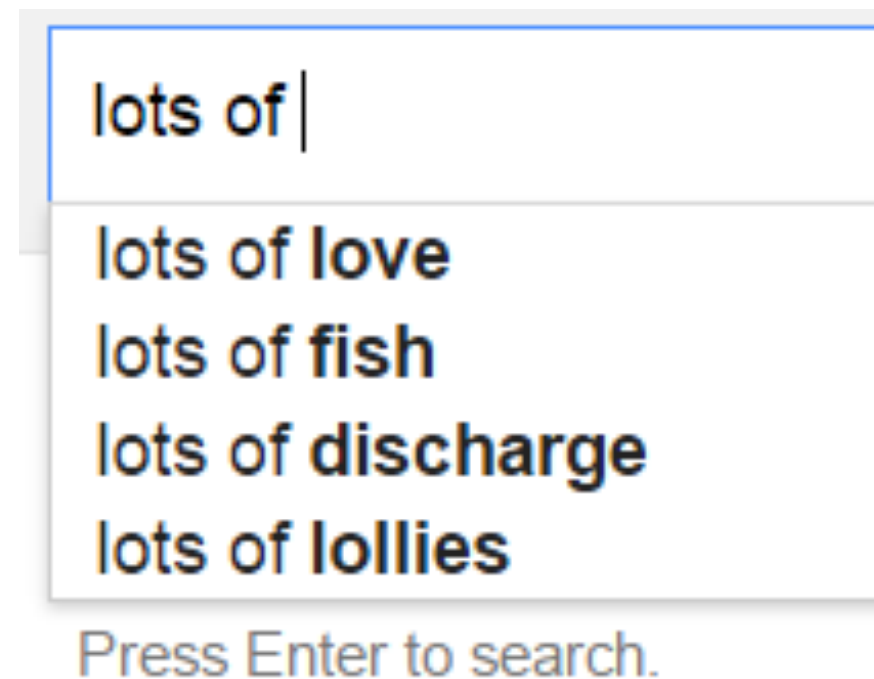 lots of
lots of love
lots of fish
lots of discharge
lots of lollies
Press Enter to search.